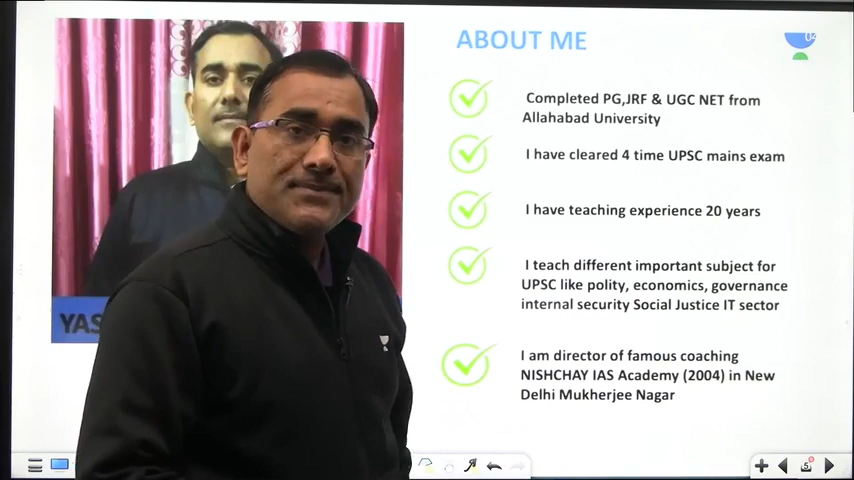 ABOUT ME
04
Completed PG,JRF & UGC NET from
Allahabad University
I have cleared 4 time UPSC mains exam
I have teaching experience 20 years
I teach different important subject for
UPSC like polity, economics, governance
internal security Social Justice IT sector
I am director of famous coaching
NISHCHAY IAS Academy (2004) in New
Delhi Mukherjee Nagar
5